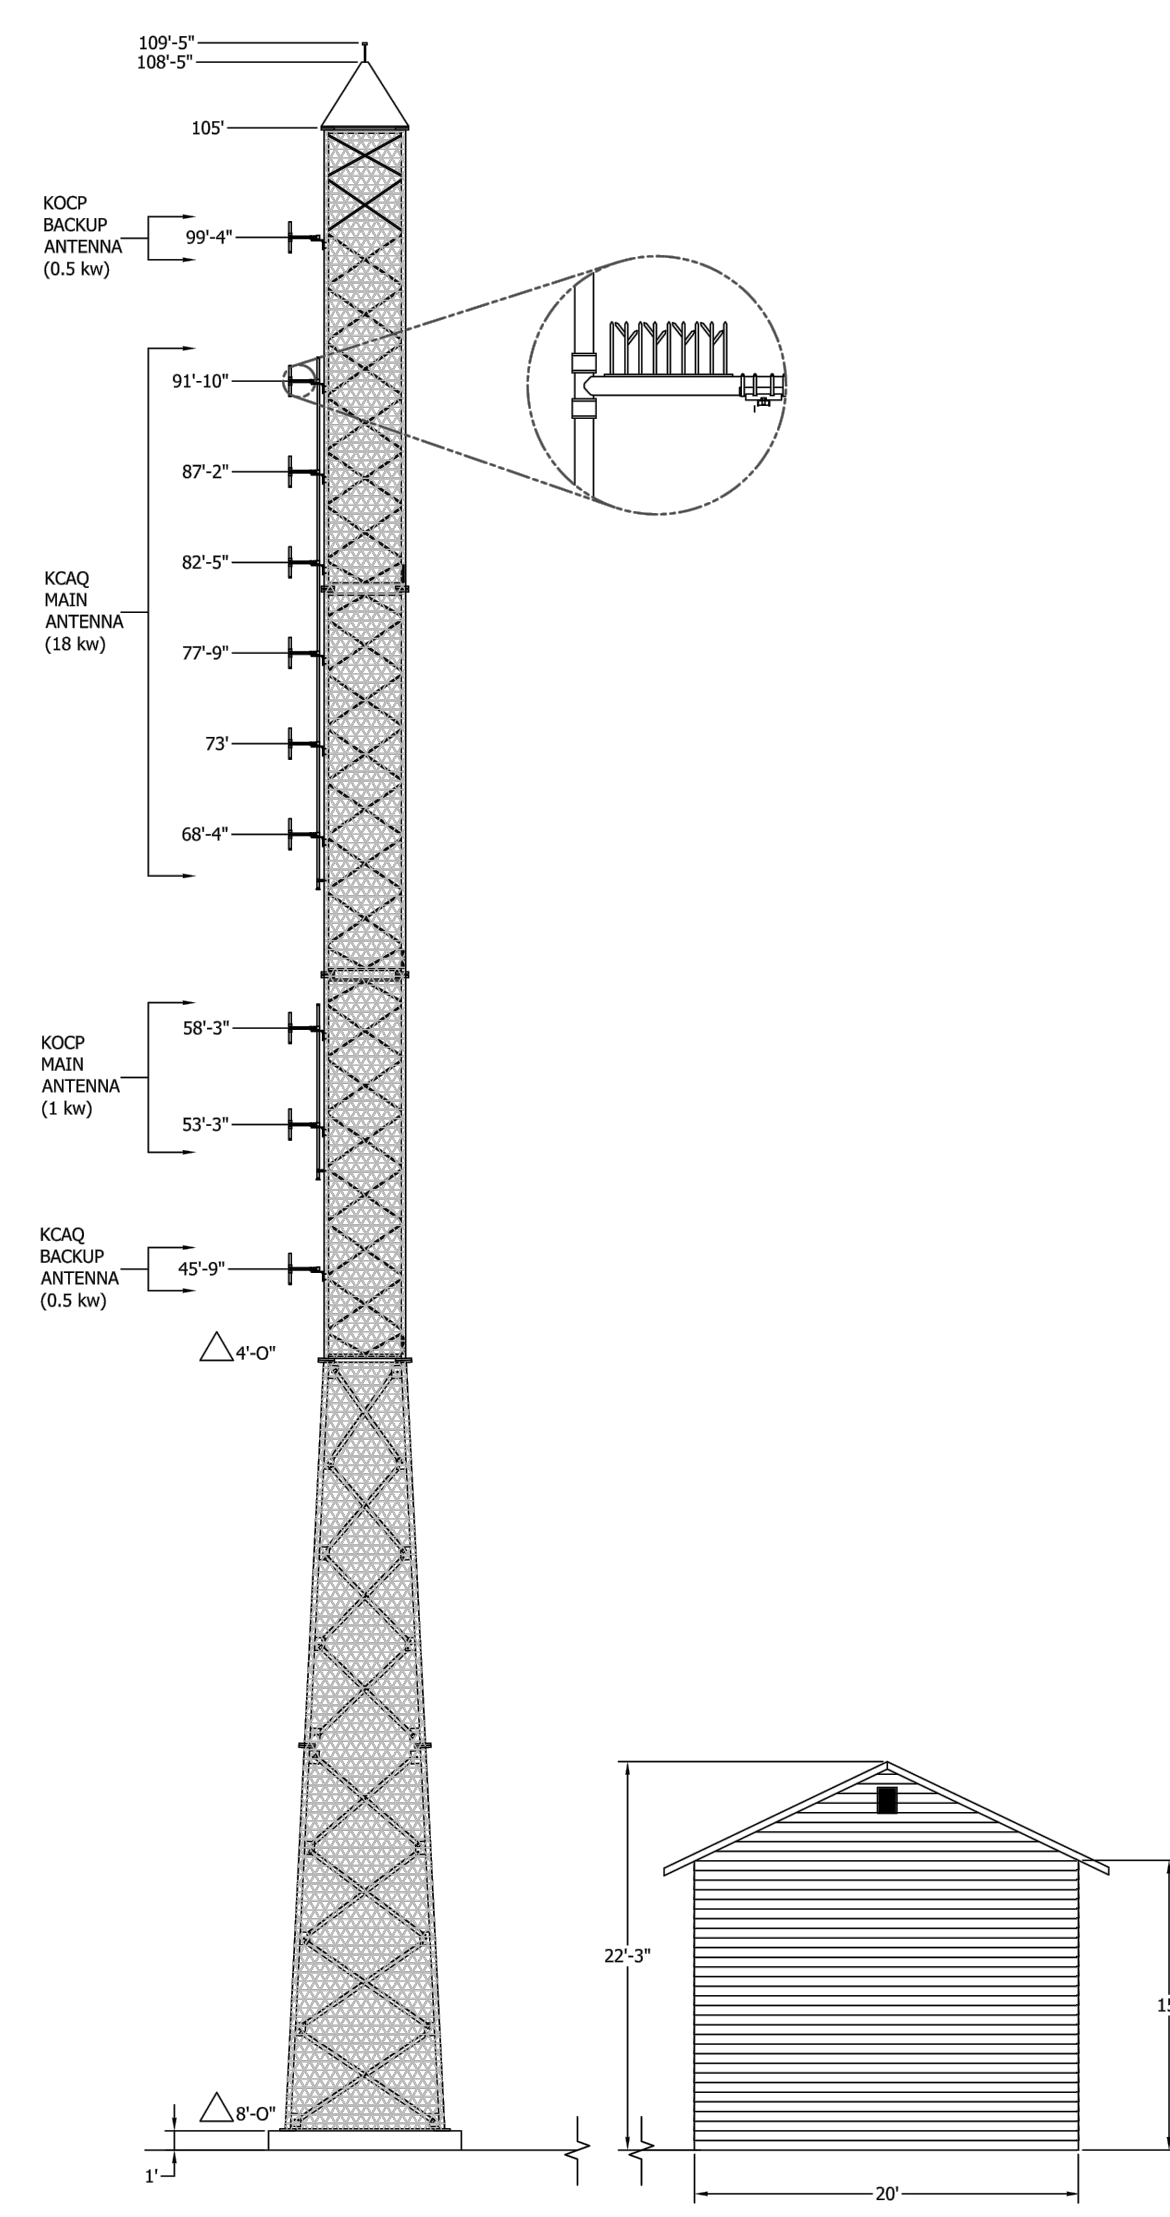 109'-5"
108'-5"
105'
KOCP
BACKUP
ANTENNA
(0.5 kw)
99'-4"
91'-10"
87'-2"
82'-5"
KCAQ
MAIN
ANTENNA
(18 kw)
77'-9"
73'
68'-4"
KOCP
MAIN
ANTENNA
(1 kw)
58'-3"
53'-3"
KCAQ
BACKUP
ANTENNA
(0.5 kw)
45'-9"
4'-0"
22'-3"
8'-0"
1'
20'